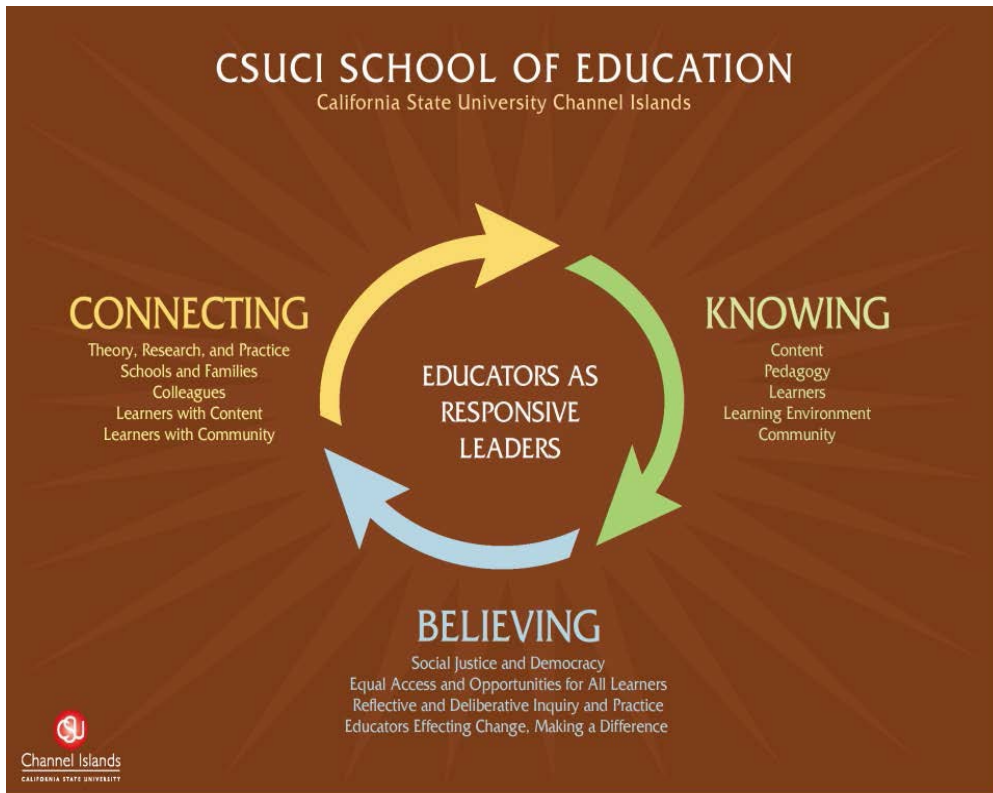 CSUCI SCHOOL OF EDUCATION
California State University Channel Islands
CONNECTING
Theory, Research, and Practice
Schools and Families
Colleagues
Learners with Content
Learners with Community
EDUCATORS AS
RESPONSIVE
LEADERS
KNOWING
Content
Pedagogy
Learners
Learning Environment
Community
BELIEVING
Social Justice and Democracy
Equal Access and Opportunities for All Learners
Reflective and Deliberative Inquiry and Practice
Educators Effecting Change, Making a Difference
CSU
Channel Islands
CALIFORNIA STATE UNIVERSITY